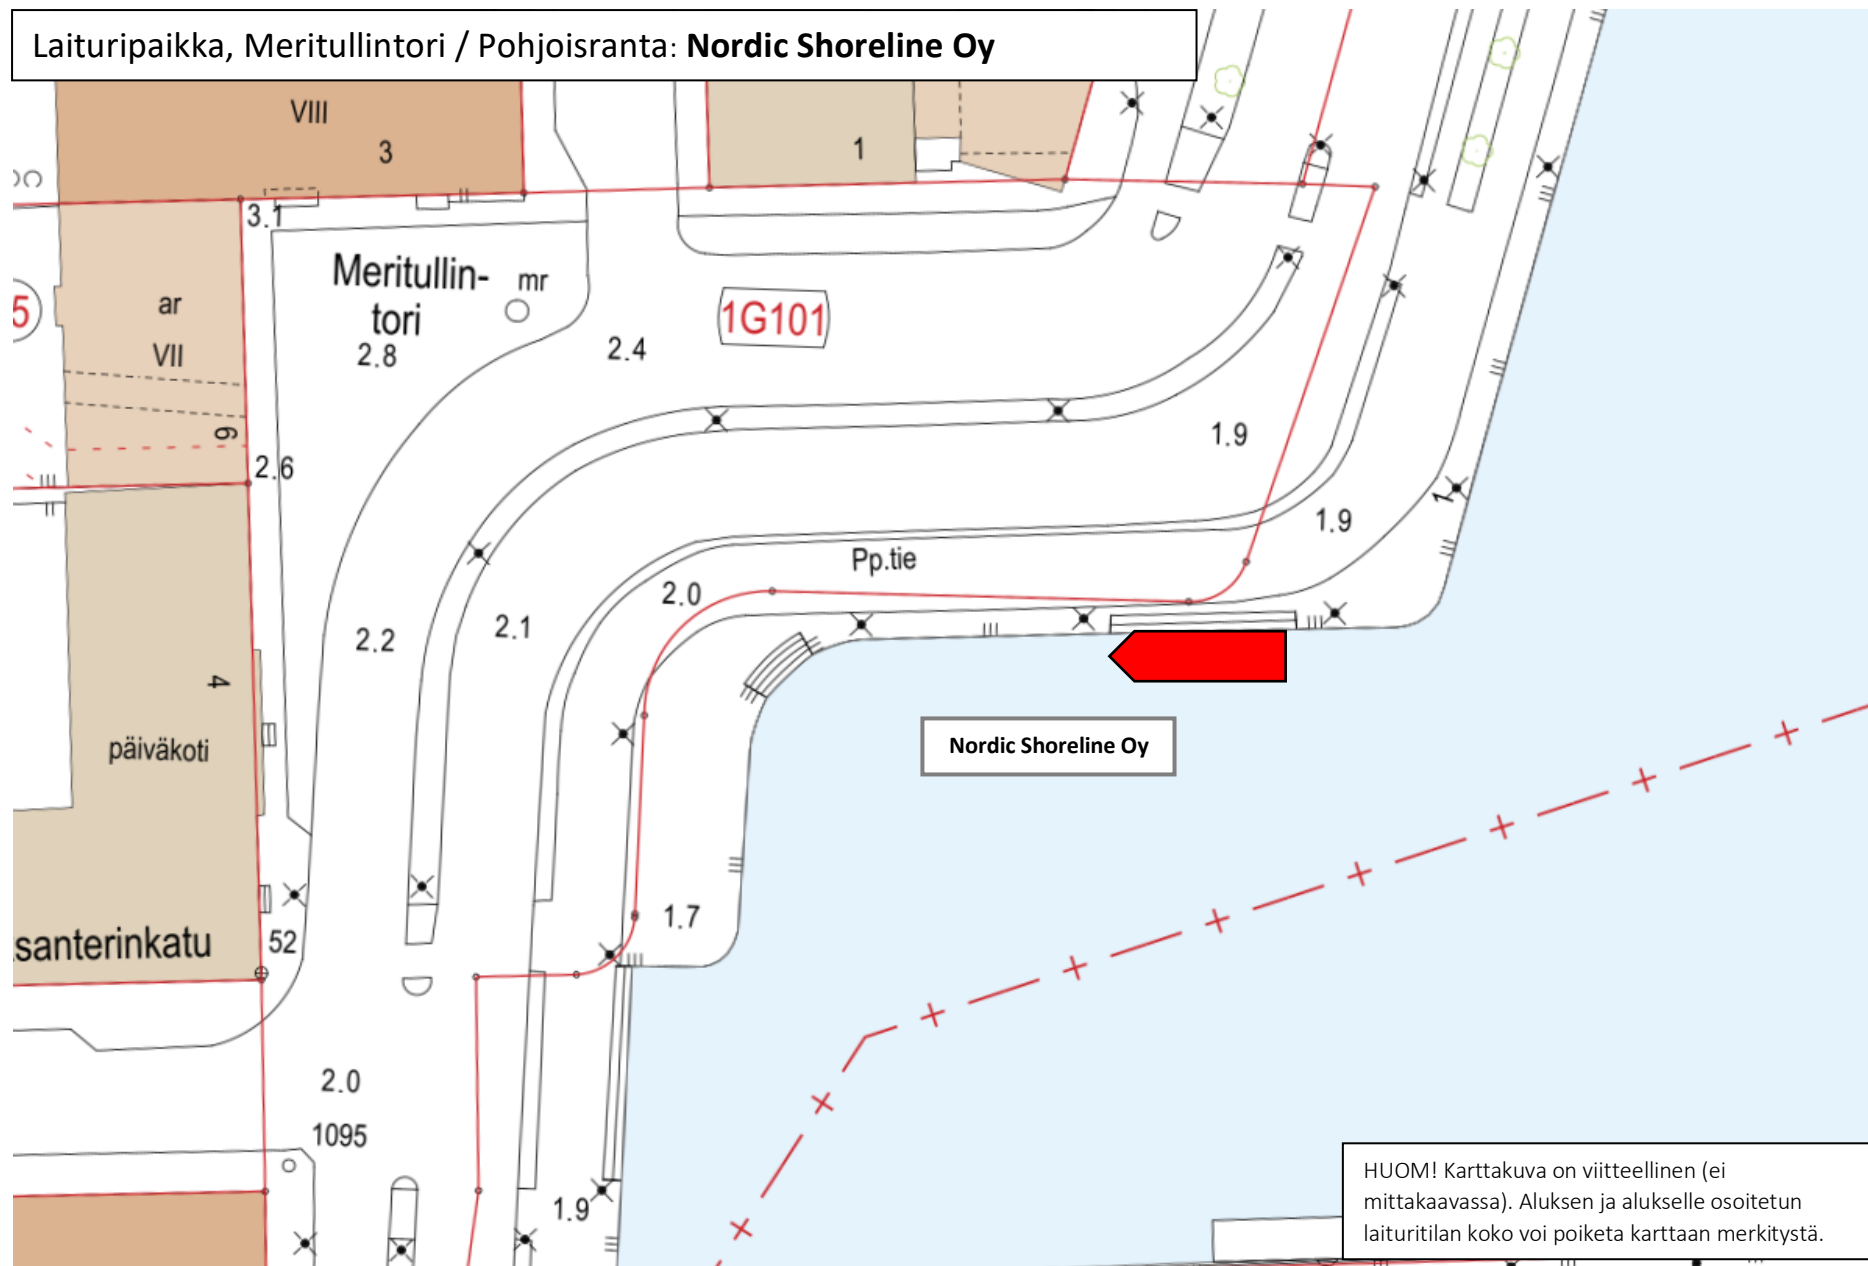 Laituripaikka, Meritullintori / Pohjoisranta: Nordic Shoreline Oy
VIII
3
1
3.1
Meritullin-
tori
mr
2.8
2.4
1G101
5
ar
VII
6
2.6
1.9
1.9
1
Pp.tie
2.0
2.1
2.2
4
päiväkoti
Nordic Shoreline Oy
1.7
santerinkatu
52
2.0
1095
1.9
HUOM! Karttakuva on viitteellinen (ei
mittakaavassa). Aluksen ja alukselle osoitetun
laituritilan koko voi poiketa karttaan merkitystä.